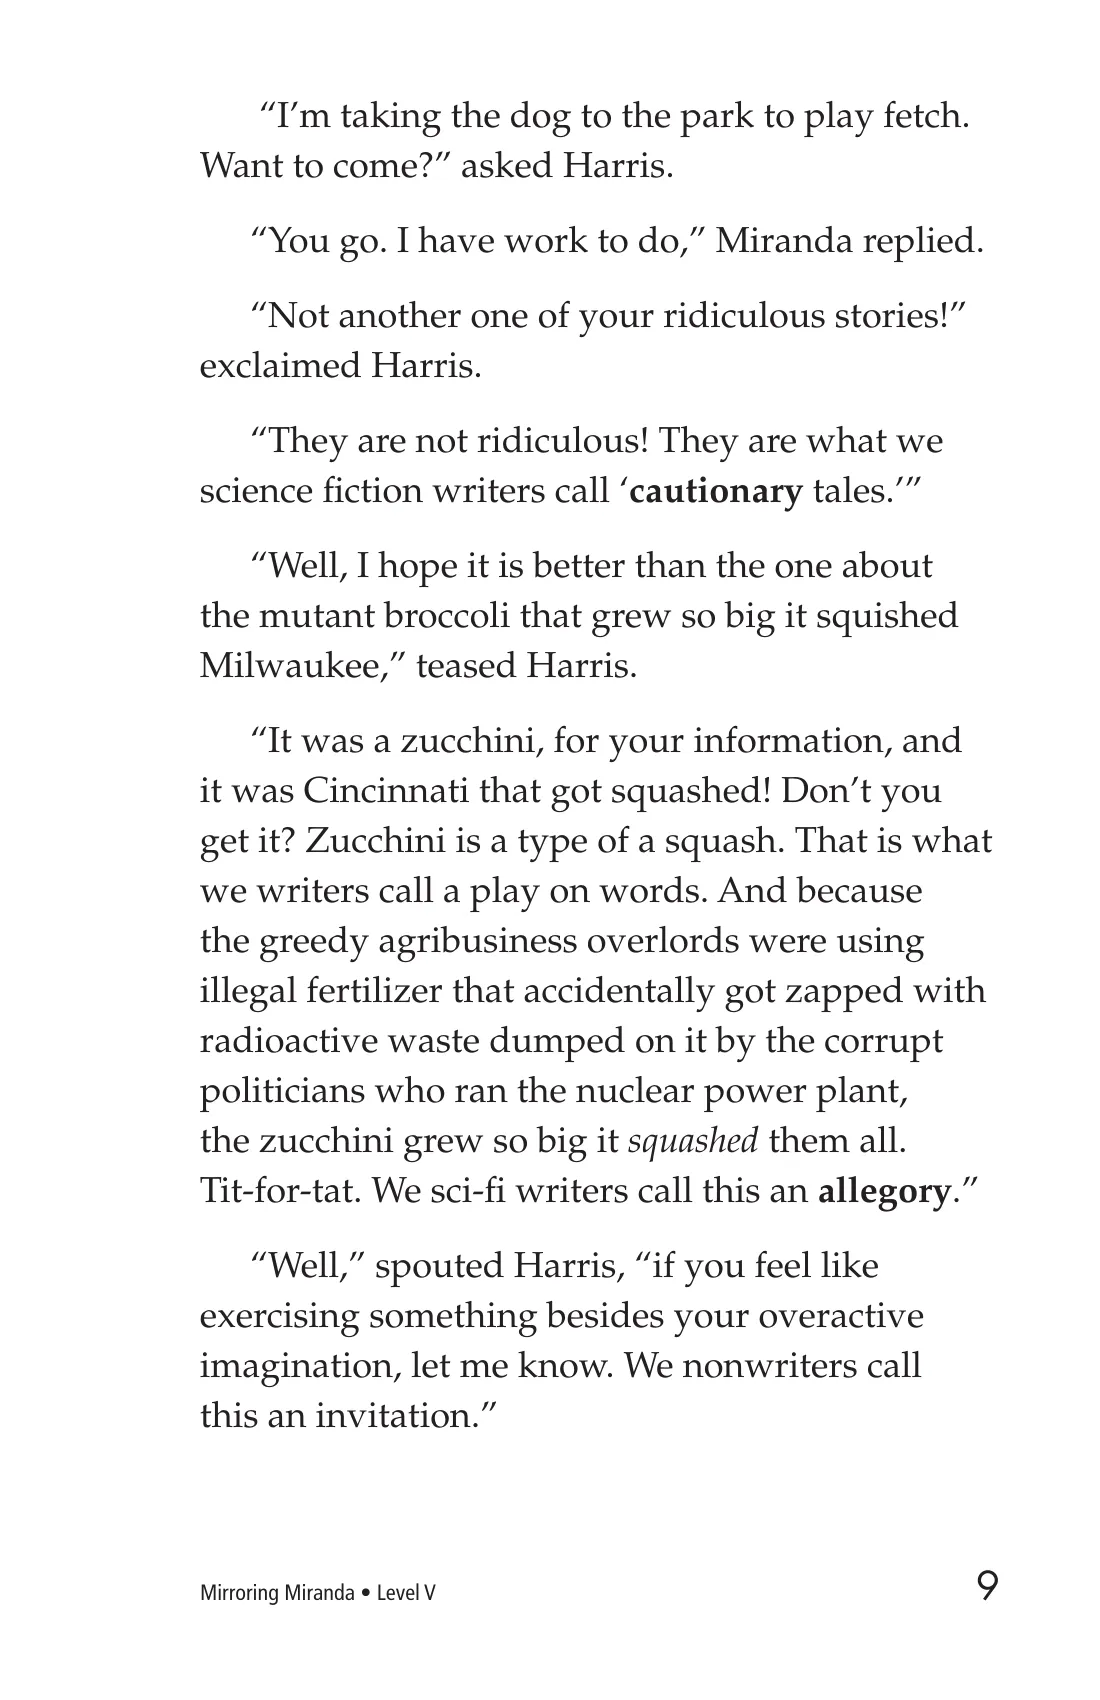 “I’m taking the dog to the park to play fetch.
Want to come?” asked Harris.
“You go. I have work to do,” Miranda replied.
“Not another one of your ridiculous stories!”
exclaimed Harris.
“They are not ridiculous! They are what we
science fiction writers call ‘cautionary tales.’”
“Well, I hope it is better than the one about
the mutant broccoli that grew so big it squished
Milwaukee,” teased Harris.
“It was a zucchini, for your information, and
it was Cincinnati that got squashed! Don’t you
get it? Zucchini is a type of a squash. That is what
we writers call a play on words. And because
the greedy agribusiness overlords were using
illegal fertilizer that accidentally got zapped with
radioactive waste dumped on it by the corrupt
politicians who ran the nuclear power plant,
the zucchini grew so big it squashed them all.
Tit-for-tat. We sci-fi writers call this an allegory.”
“Well,” spouted Harris, “if you feel like
exercising something besides your overactive
imagination, let me know. We nonwriters call
this an invitation.”
Mirroring Miranda • Level V
9